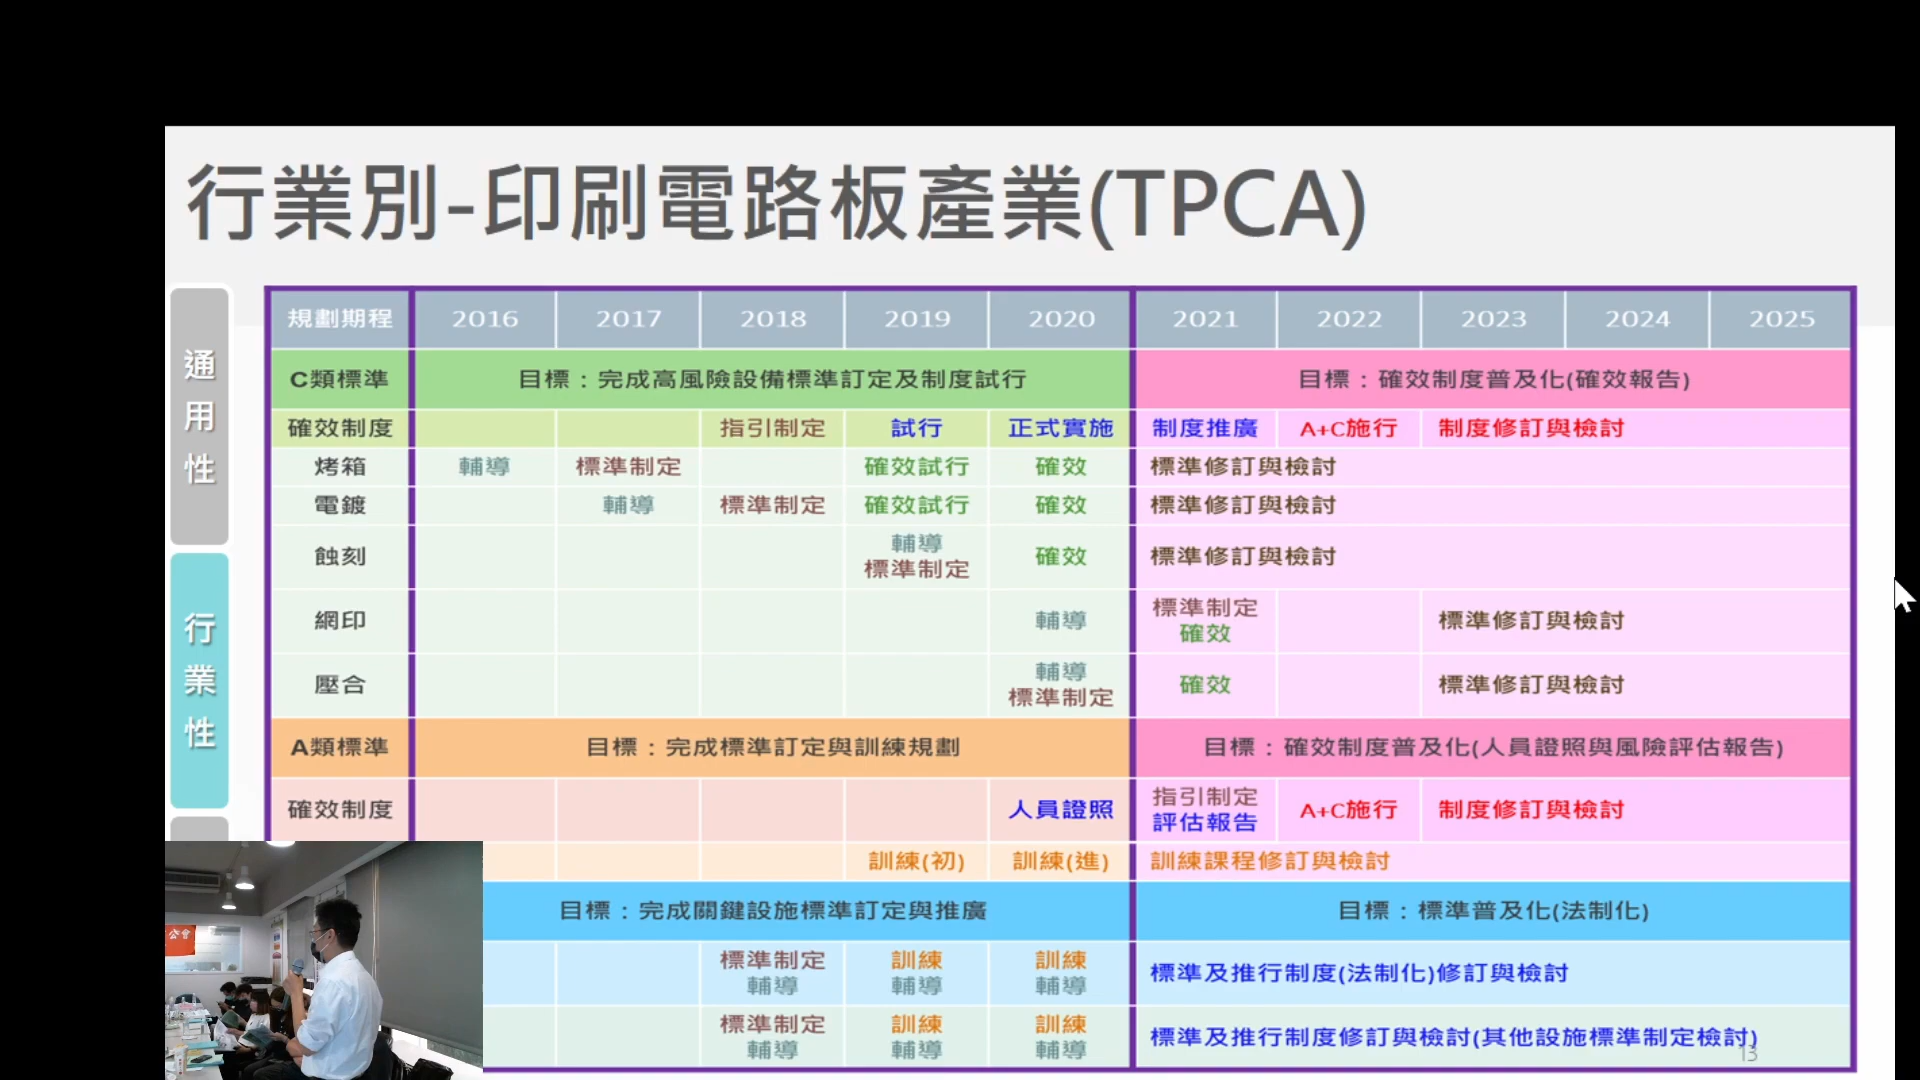 行業別-印刷電路板產業(TPCA)
通用性
行業性
規劃期程 2016 2017 2018 2019 2020 2021 2022 2023 2024 2025
C類標準 目標：完成高風險設備標準訂定及制度試行 目標：確效制度普及化(確效報告)
確效制度 指引制定 試行 正式實施 制度推廣 A+C施行 制度修訂與檢討
烤箱 輔導 標準制定 確效試行 確效 標準修訂與檢討
電鍍 輔導 標準制定 確效試行 確效 標準修訂與檢討
蝕刻 輔導 標準制定 確效 標準修訂與檢討
網印 輔導 標準制定 確效 標準修訂與檢討
壓合 輔導 標準制定 確效 標準修訂與檢討
A類標準 目標：完成標準訂定與訓練規劃 目標：確效制度普及化(人員證照與風險評估報告)
確效制度 人員證照 指引制定 評估報告 A+C施行 制度修訂與檢討
訓練(初) 訓練(進) 訓練課程修訂與檢討
目標：完成關鍵設施標準訂定與推廣 目標：標準普及化(法制化)
標準制定 輔導 訓練 輔導 訓練 輔導 標準及推行制度(法制化)修訂與檢討
標準制定 輔導 訓練 輔導 訓練 輔導 標準及推行制度修訂與檢討(其他設施標準制定檢討)
13
公會